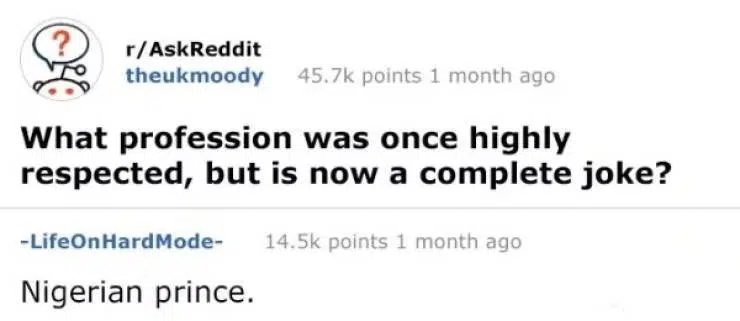 r/AskReddit
theukmoody 45.7k points 1 month ago
What profession was once highly
respected, but is now a complete joke?
-LifeOnHardMode- 14.5k points 1 month ago
Nigerian prince.